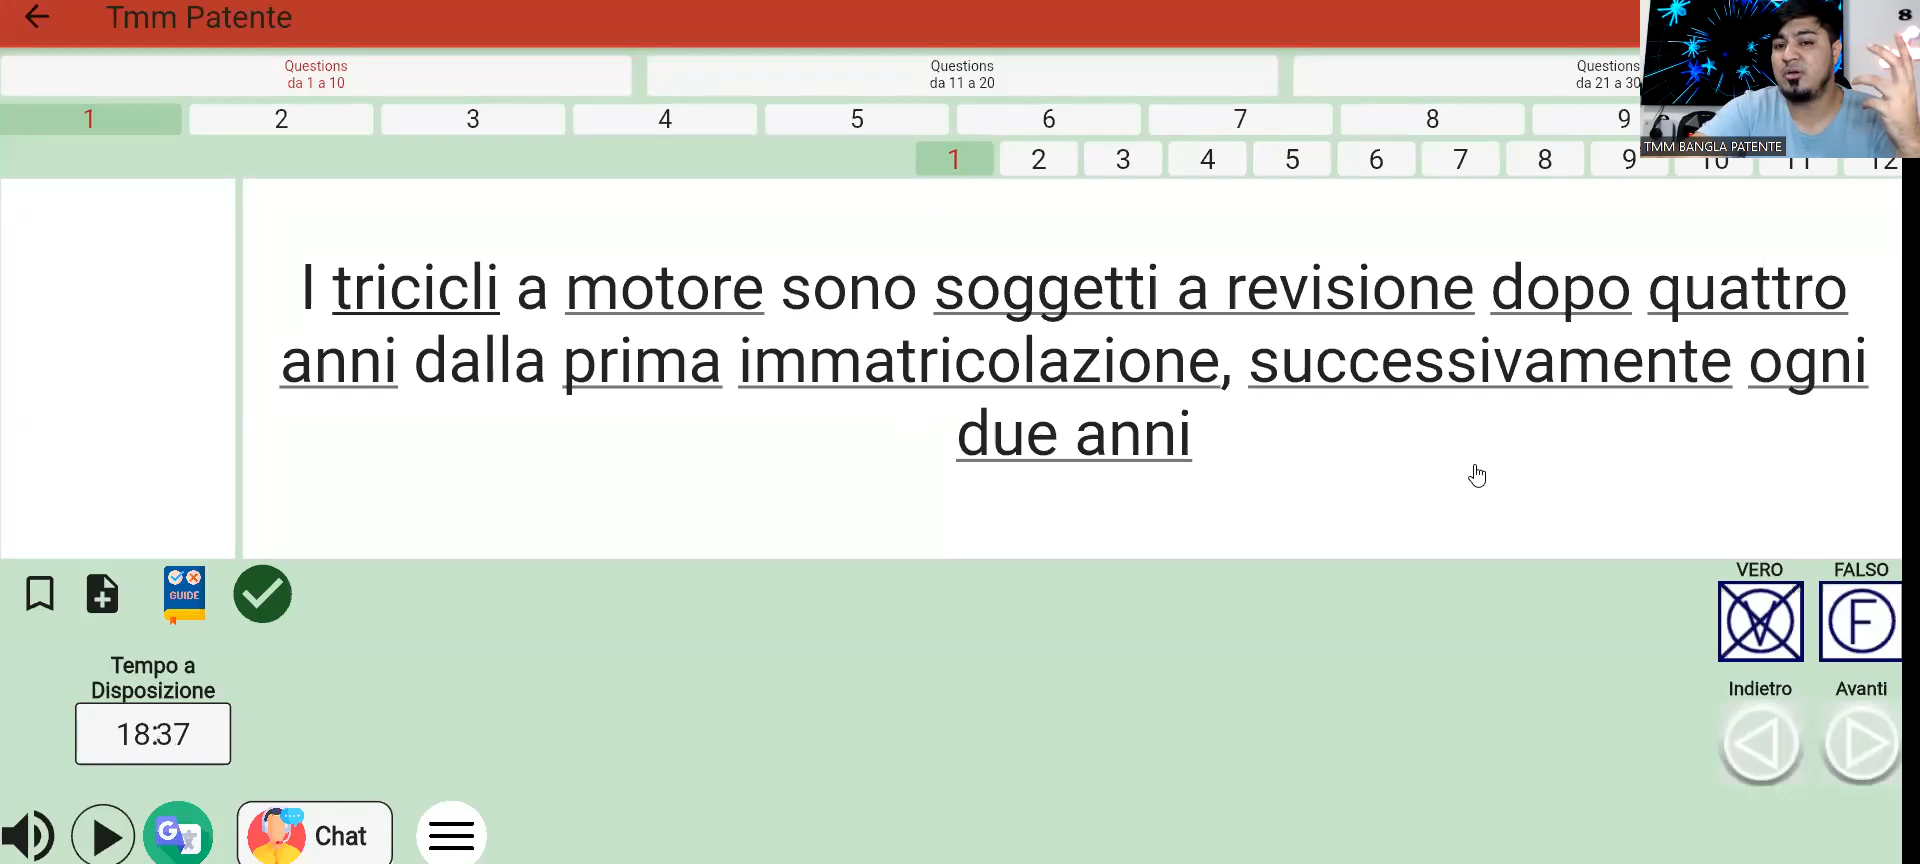 Tmm Patente
8
Questions
da 1 a 10
Questions
da 11 a 20
Questions
da 21 a 30
1 2 3 4 5 6 7 8 9
TMM BANGLA PATENTE
1 2 3 4 5 6 7 8 9 10 11 12
I tricicli a motore sono soggetti a revisione dopo quattro
anni dalla prima immatricolazione, successivamente ogni
due anni
GUIDE
VERO FALSO
V F
Tempo a
Disposizione
18:37
Indietro Avanti
G
Chat